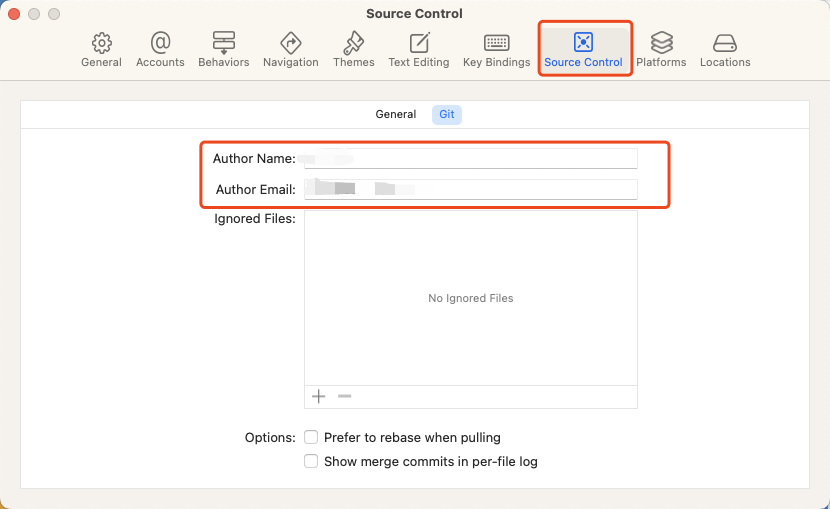 Source Control
General Accounts Behaviors Navigation Themes Text Editing Key Bindings Source Control Platforms Locations
General Git
Author Name:
Author Email:
Ignored Files:
No Ignored Files
Options: Prefer to rebase when pulling
Show merge commits in per-file log